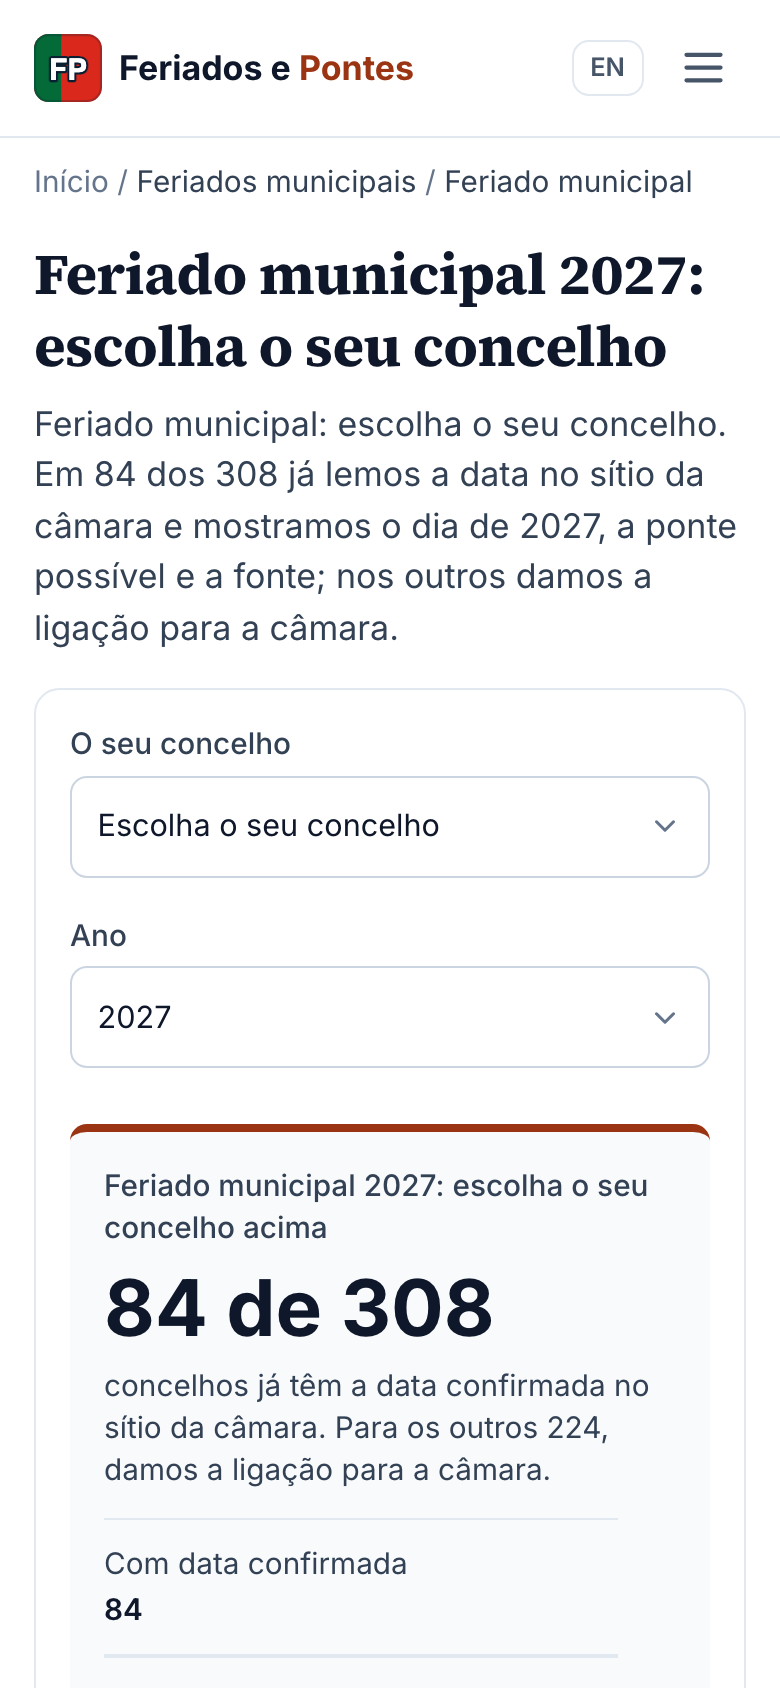 FP Feriados e Pontes EN
Início / Feriados municipais / Feriado municipal
Feriado municipal 2027:
escolha o seu concelho
Feriado municipal: escolha o seu concelho.
Em 84 dos 308 já lemos a data no sítio da
câmara e mostramos o dia de 2027, a ponte
possível e a fonte; nos outros damos a
ligação para a câmara.
O seu concelho
Escolha o seu concelho
Ano
2027
Feriado municipal 2027: escolha o seu
concelho acima
84 de 308
concelhos já têm a data confirmada no
sítio da câmara. Para os outros 224,
damos a ligação para a câmara.
Com data confirmada
84